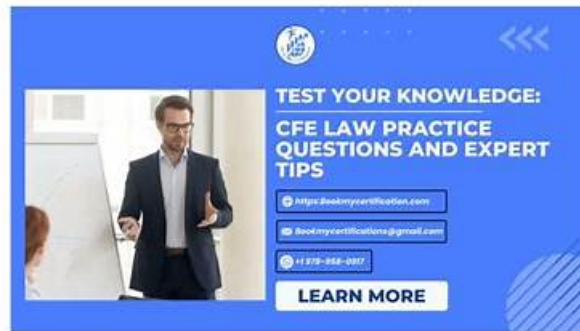 TEST YOUR KNOWLEDGE:
CFE LAW PRACTICE
QUESTIONS AND EXPERT
TIPS
https:Bookmycertification.com
Bookmycertifications@gmail.com
+1 978-958-0917
LEARN MORE